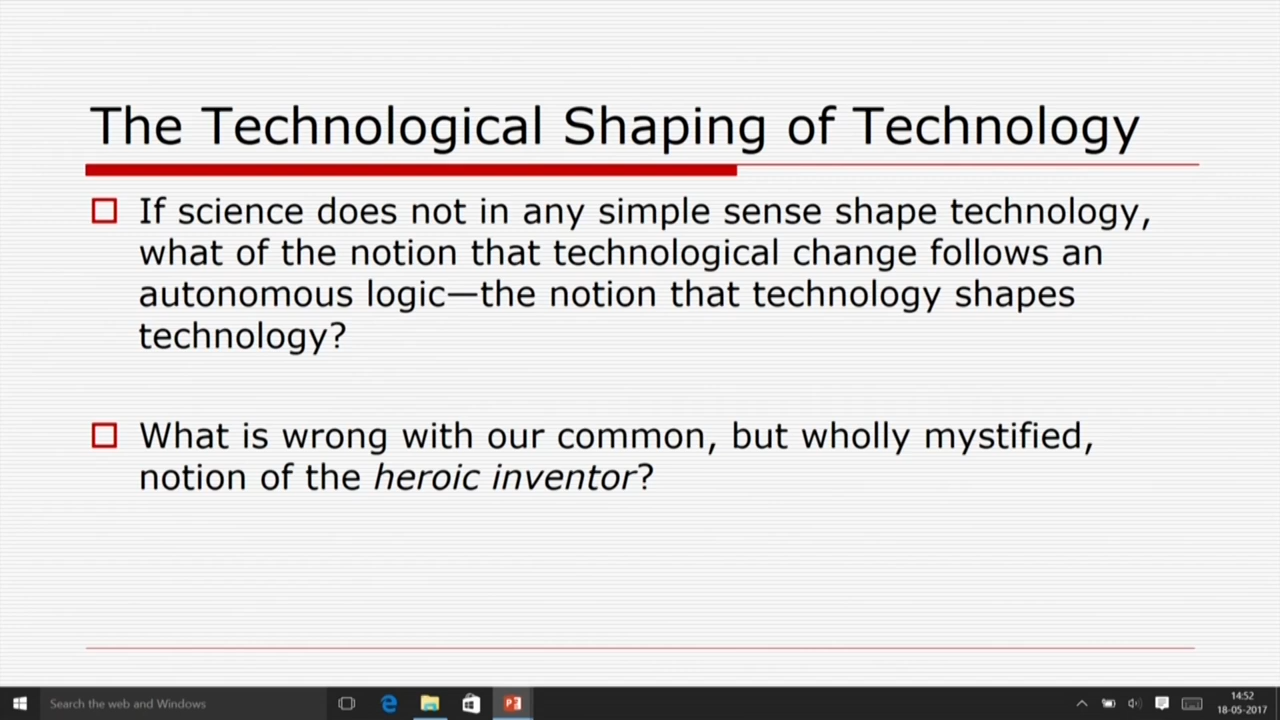 The Technological Shaping of Technology
If science does not in any simple sense shape technology,
what of the notion that technological change follows an
autonomous logic—the notion that technology shapes
technology?
What is wrong with our common, but wholly mystified,
notion of the heroic inventor?
Search the web and Windows
14:52
18-05-2017